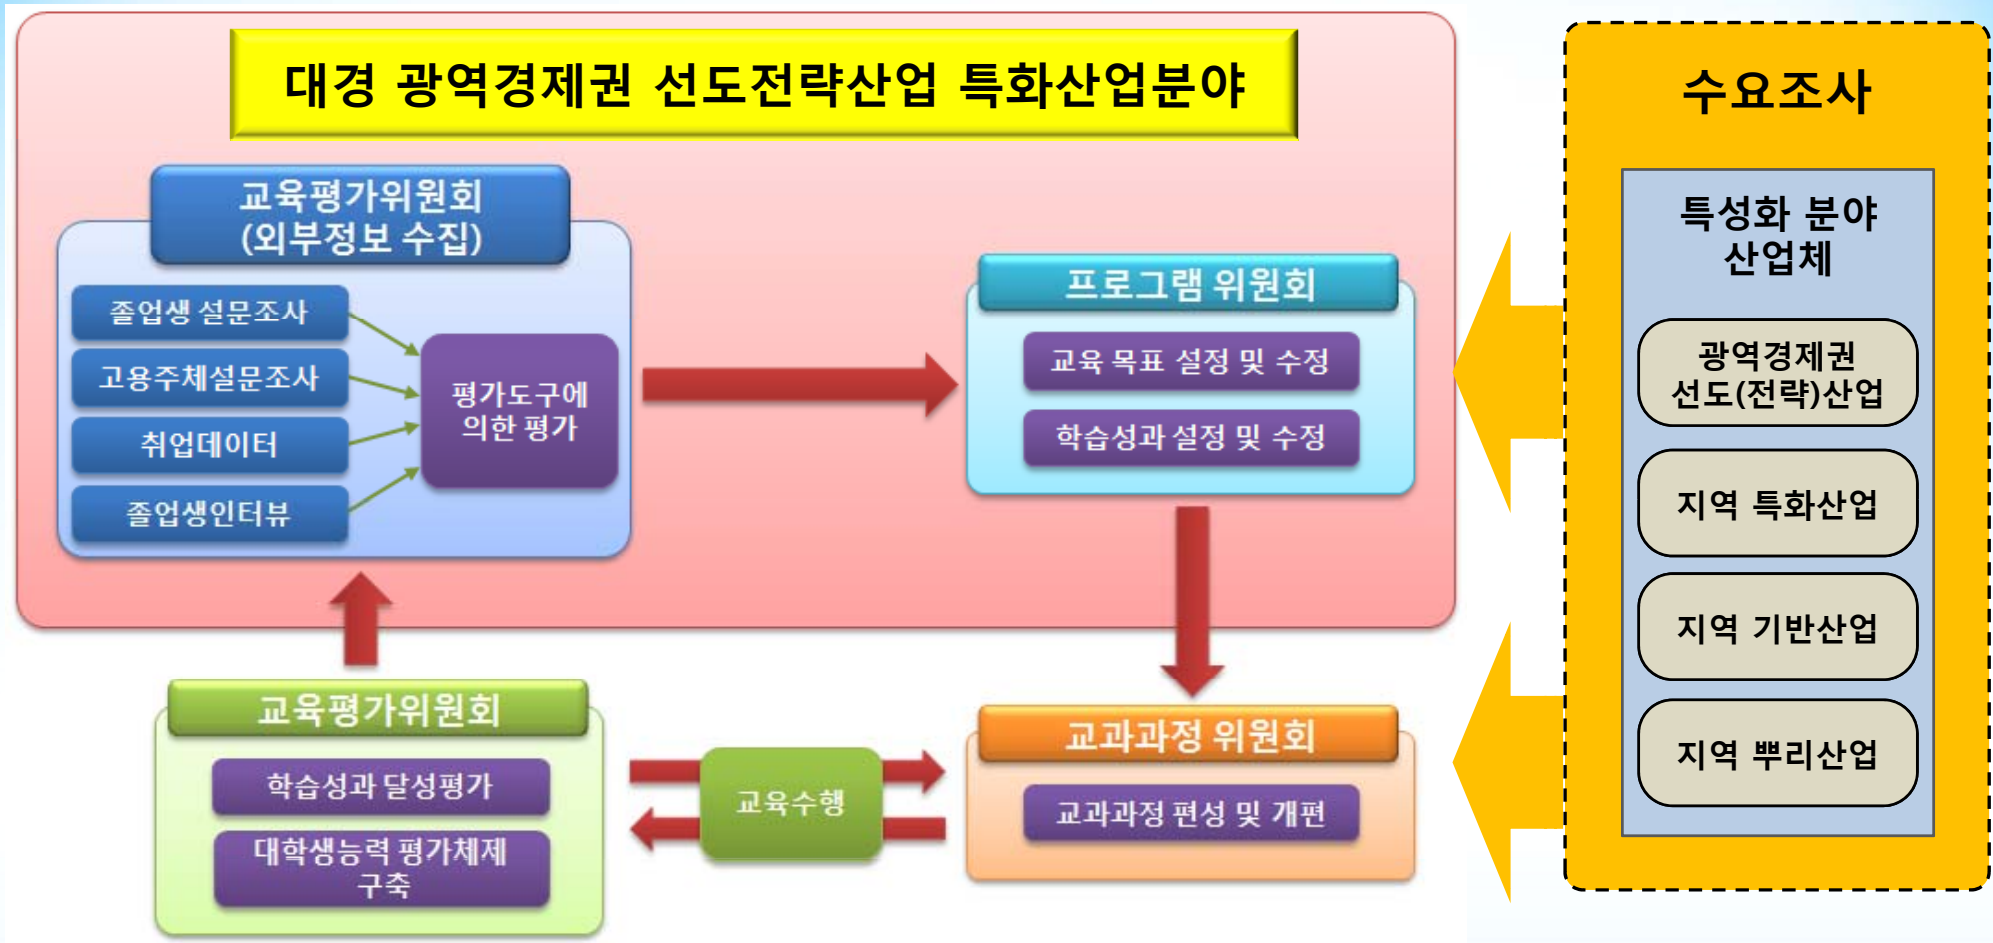 대경 광역경제권 선도전략산업 특화산업분야
교육평가위원회
(외부정보 수집)
졸업생 설문조사
고용주체설문조사
취업데이터
졸업생인터뷰
평가도구에
의한 평가
프로그램 위원회
교육 목표 설정 및 수정
학습성과 설정 및 수정
교육평가위원회
학습성과 달성평가
대학생능력 평가체제
구축
교육수행
교과과정 위원회
교과과정 편성 및 개편
수요조사
특성화 분야
산업체
광역경제권
선도(전략)산업
지역 특화산업
지역 기반산업
지역 뿌리산업